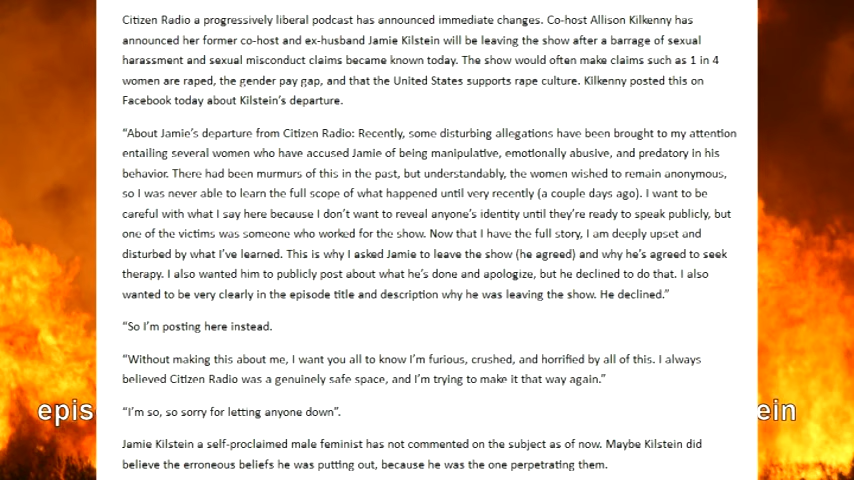 Citizen Radio a progressively liberal podcast has announced immediate changes. Co-host Allison Kilkenny has
announced her former co-host and ex-husband Jamie Kilstein will be leaving the show after a barrage of sexual
harassment and sexual misconduct claims became known today. The show would often make claims such as 1 in 4
women are raped, the gender pay gap, and that the United States supports rape culture. Kilkenny posted this on
Facebook today about Kilstein's departure.
“About Jamie's departure from Citizen Radio: Recently, some disturbing allegations have been brought to my attention
entailing several women who have accused Jamie of being manipulative, emotionally abusive, and predatory in his
behavior. There had been murmurs of this in the past, but understandably, the women wished to remain anonymous,
so I was never able to learn the full scope of what happened until very recently (a couple days ago). I want to be
careful with what I say here because I don't want to reveal anyone's identity until they're ready to speak publicly, but
one of the victims was someone who worked for the show. Now that I have the full story, I am deeply upset and
disturbed by what I've learned. This is why I asked Jamie to leave the show (he agreed) and why he's agreed to seek
therapy. I also wanted him to publicly post about what he's done and apologize, but he declined to do that. I also
wanted to be very clearly in the episode title and description why he was leaving the show. He declined.”
“So I'm posting here instead.
“Without making this about me, I want you all to know I'm furious, crushed, and horrified by all of this. I always
believed Citizen Radio was a genuinely safe space, and I'm trying to make it that way again.”
epis ein
“I'm so, so sorry for letting anyone down”.
Jamie Kilstein a self-proclaimed male feminist has not commented on the subject as of now. Maybe Kilstein did
believe the erroneous beliefs he was putting out, because he was the one perpetrating them.